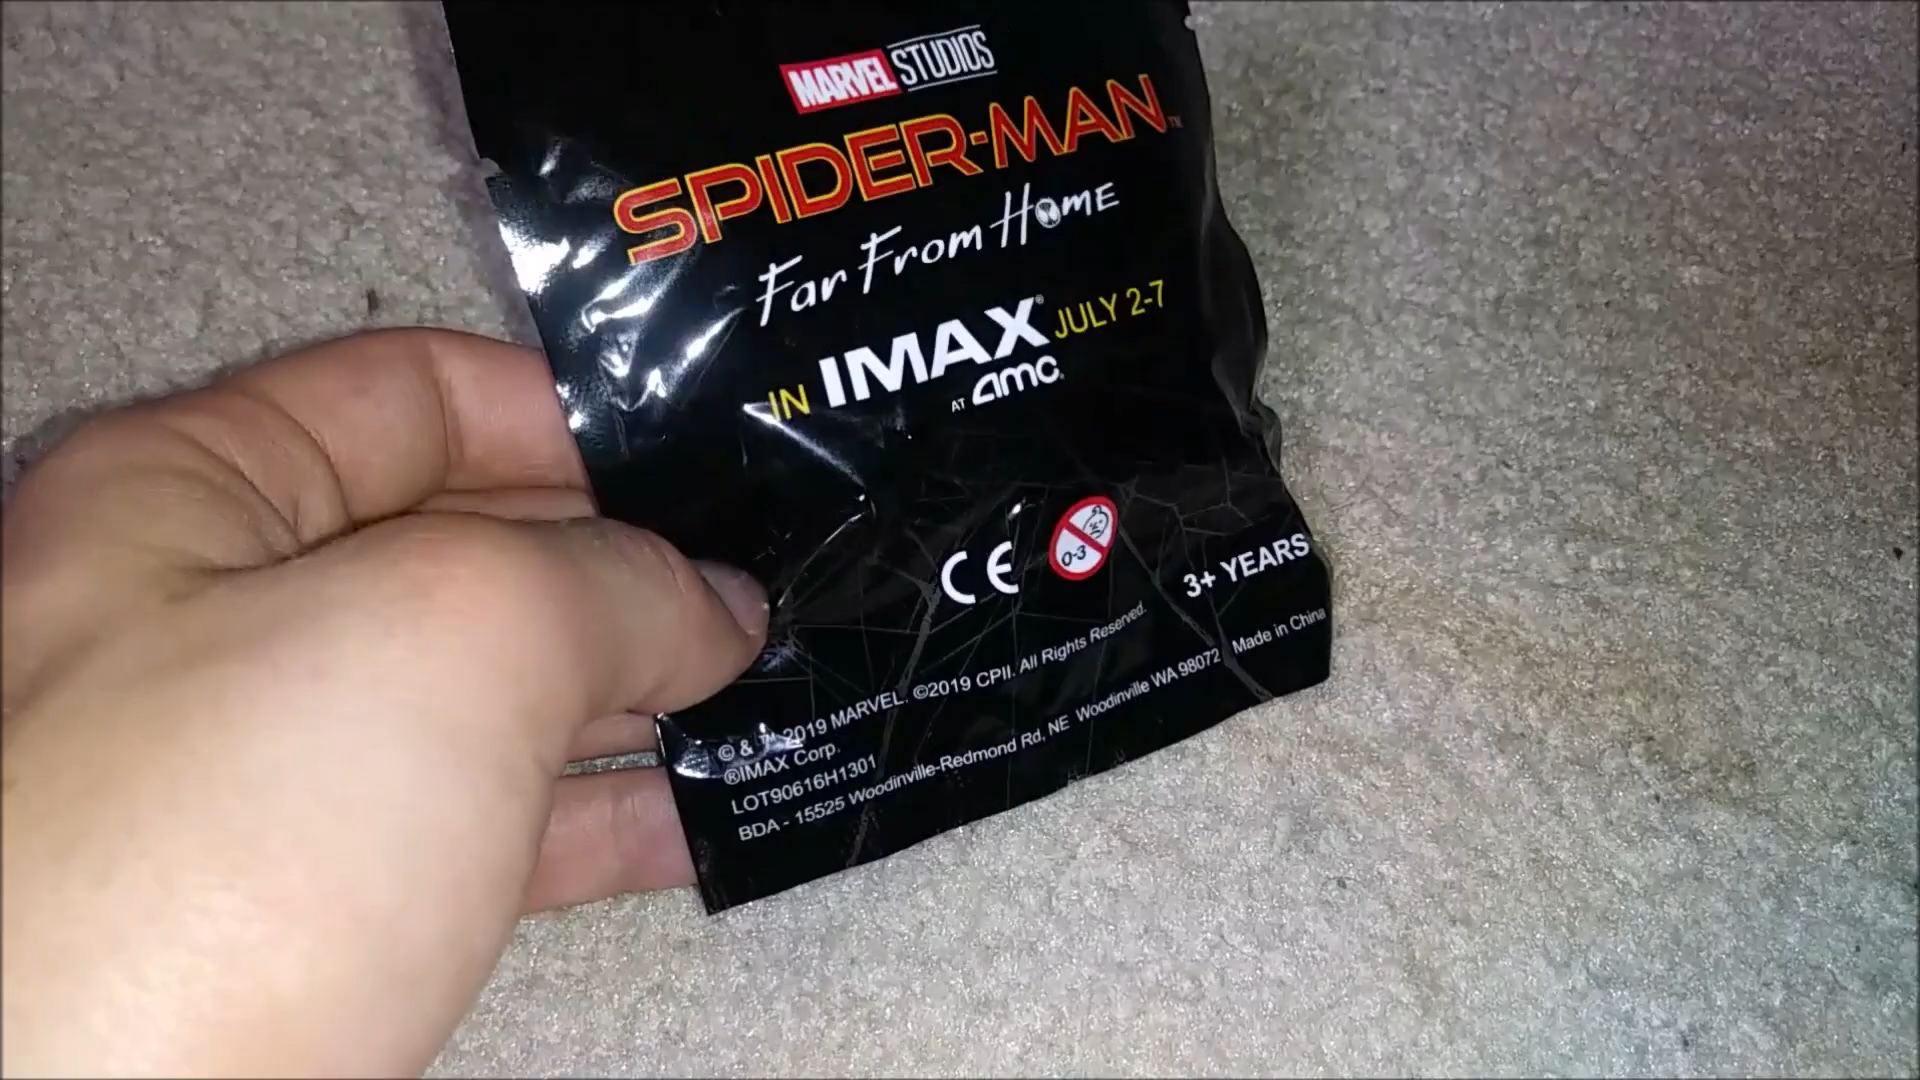 MARVEL STUDIOS
SPIDER-MAN™
Far From Home
IN IMAX® JULY 2-7
AT amc®
CE 0-3 3+ YEARS
© & ™ 2019 MARVEL. ©2019 CPII. All Rights Reserved.
®IMAX Corp.
LOT90616H1301
BDA - 15525 Woodinville-Redmond Rd, NE Woodinville WA 98072 Made in China